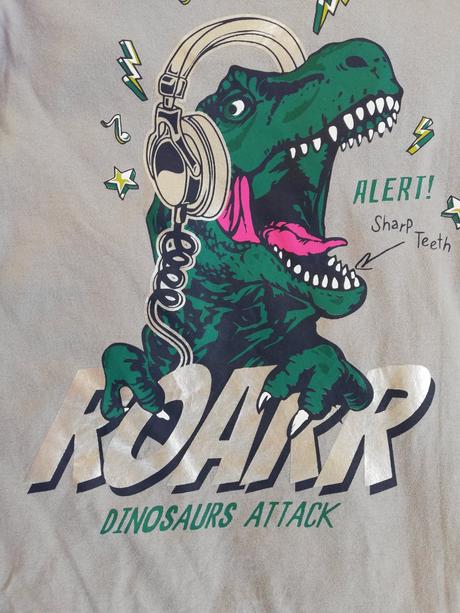 ALERT!
Sharp
Teeth
ROARR
DINOSAURS ATTACK